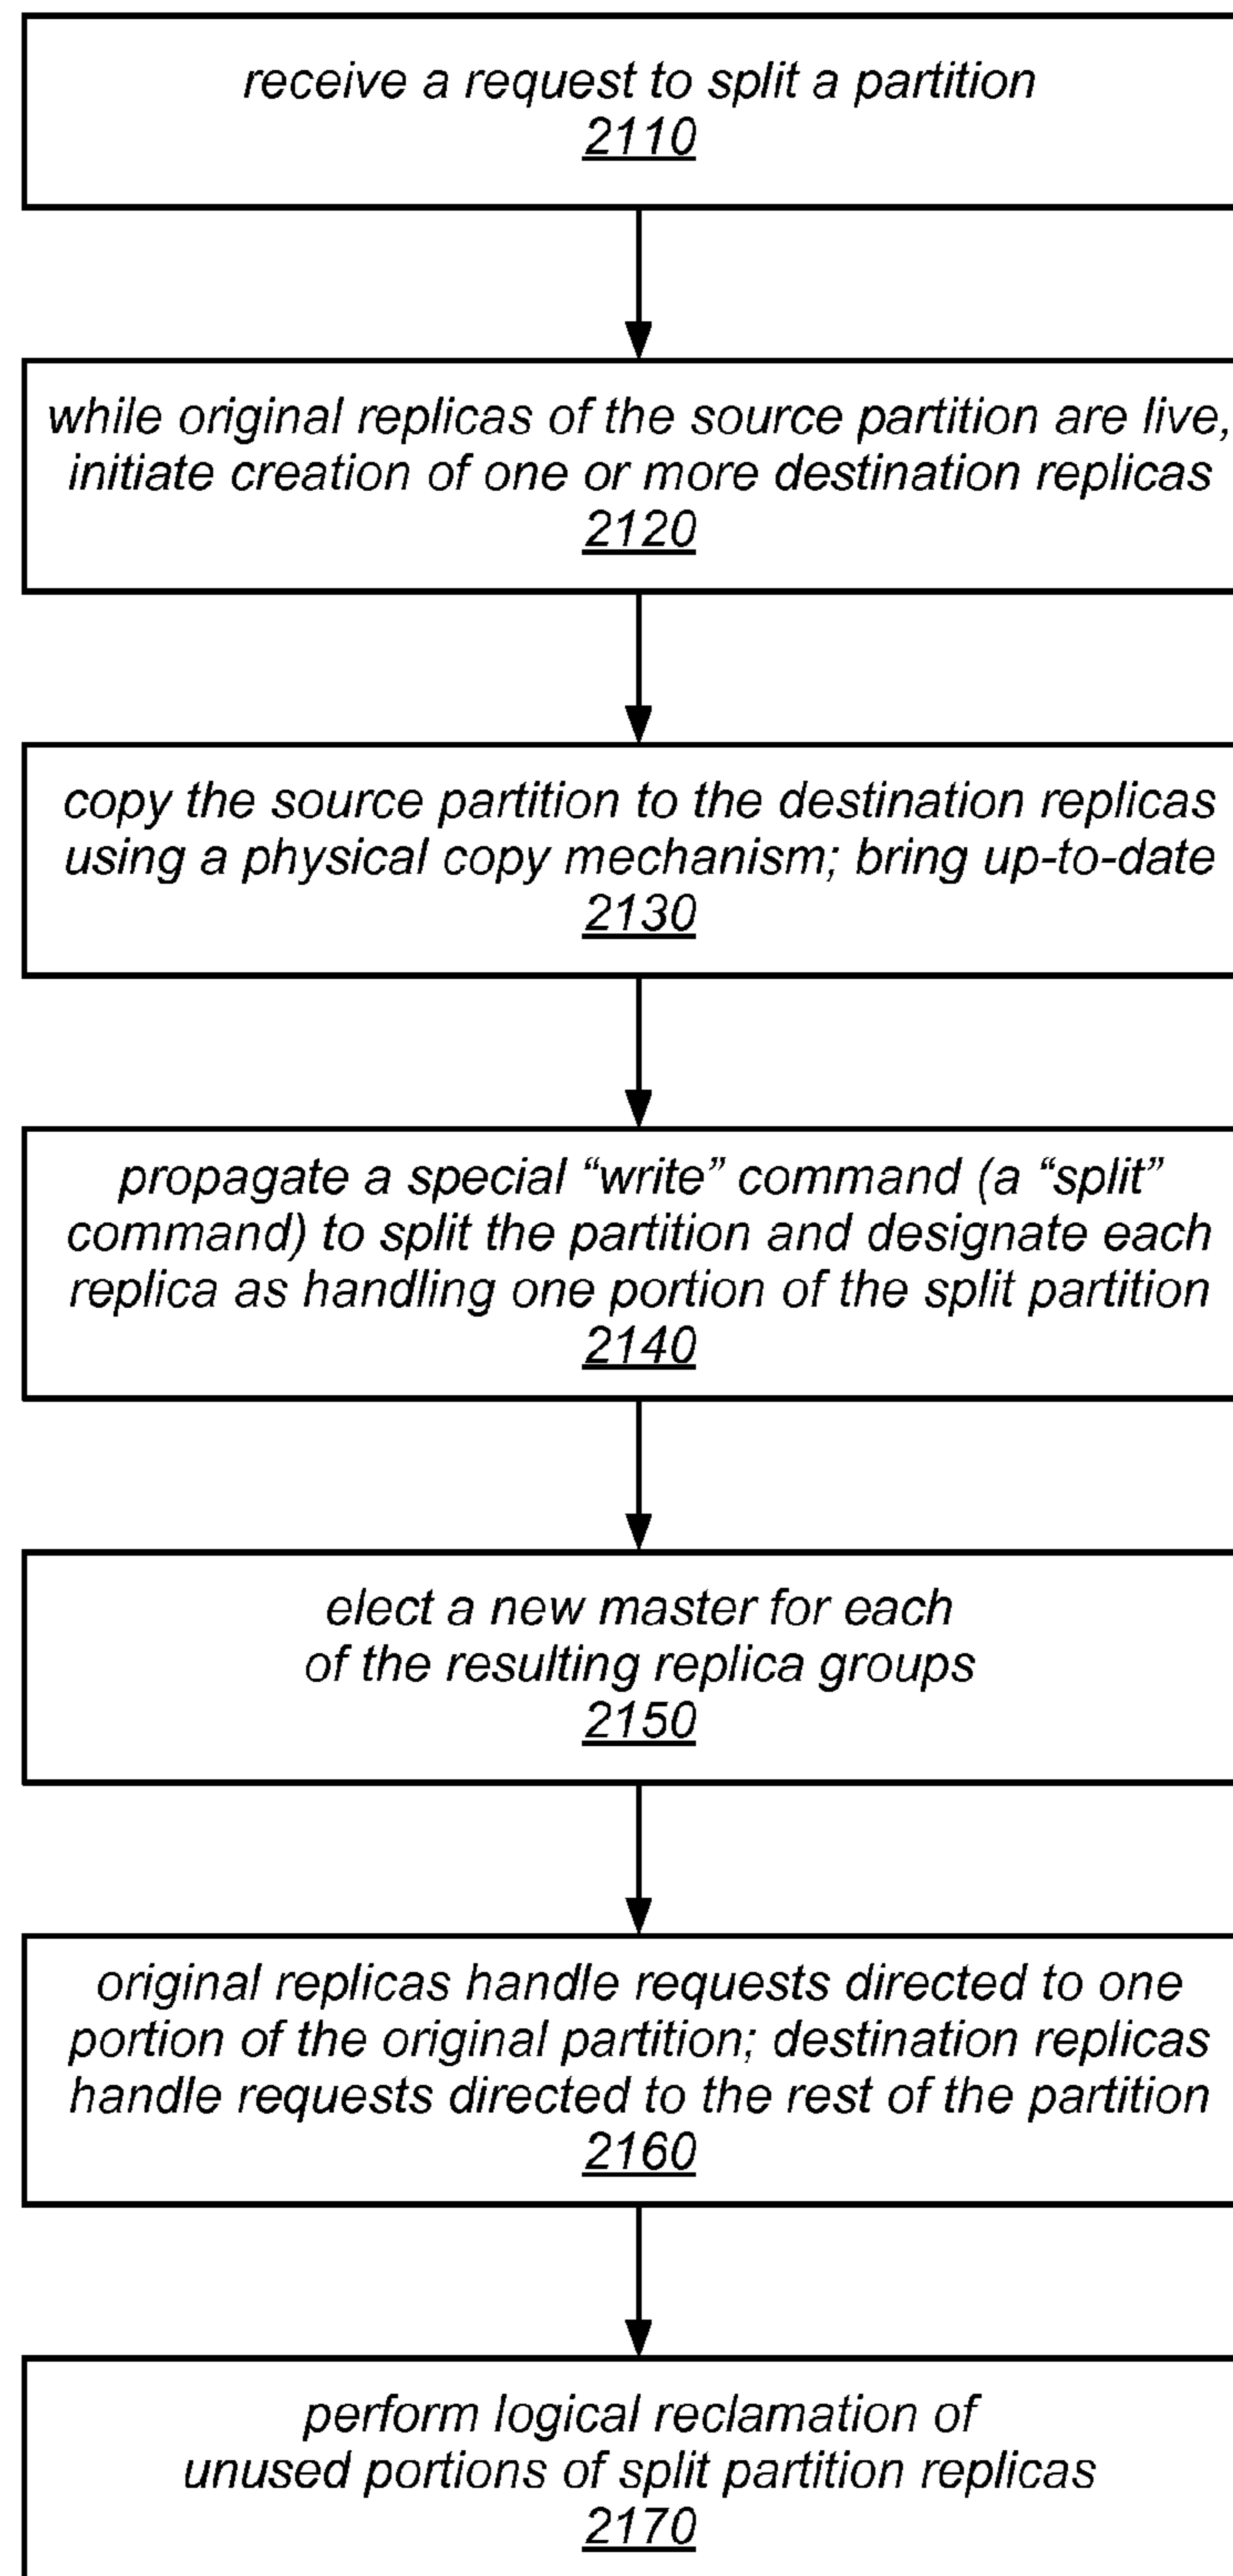 receive a request to split a partition
2110
while original replicas of the source partition are live,
initiate creation of one or more destination replicas
2120
copy the source partition to the destination replicas
using a physical copy mechanism; bring up-to-date
2130
propagate a special “write” command (a “split”
command) to split the partition and designate each
replica as handling one portion of the split partition
2140
elect a new master for each
of the resulting replica groups
2150
original replicas handle requests directed to one
portion of the original partition; destination replicas
handle requests directed to the rest of the partition
2160
perform logical reclamation of
unused portions of split partition replicas
2170